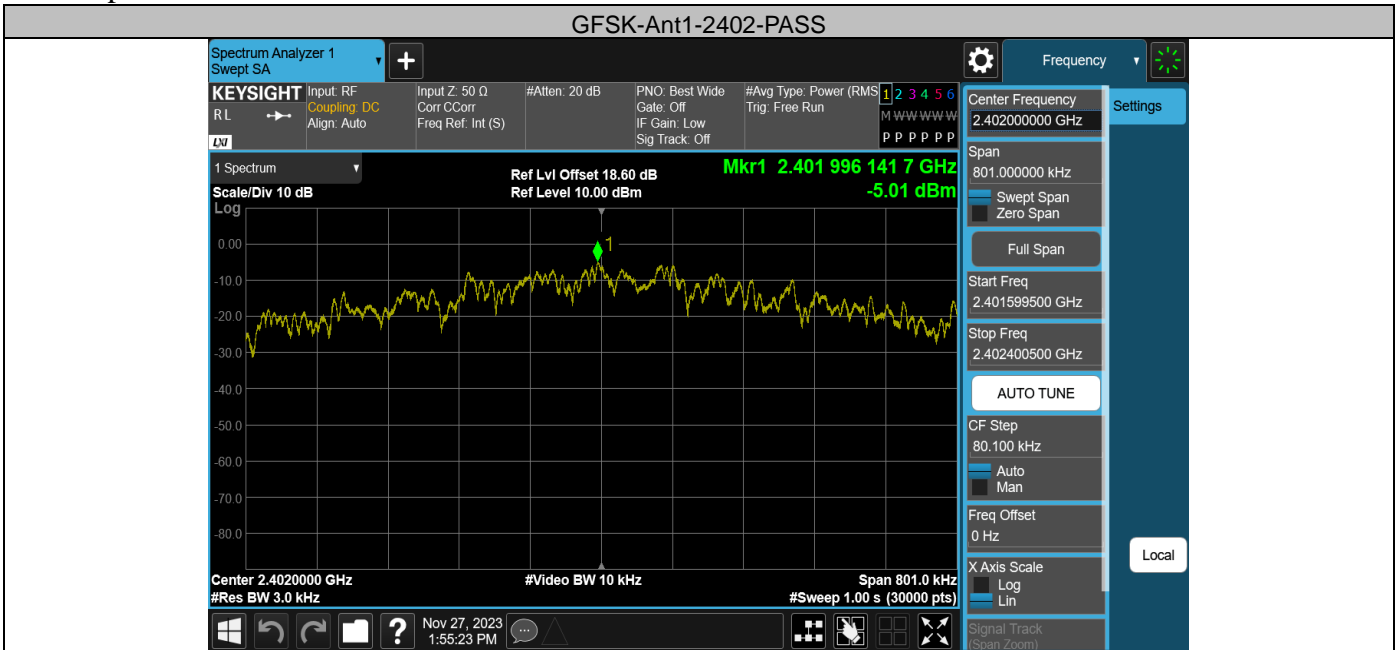 GFSK-Ant1-2402-PASS
Spectrum Analyzer 1
Swept SA
+
Frequency
KEYSIGHT
RL
LXI
Input: RF
Coupling: DC
Align: Auto
Input Z: 50 Ω
Corr CCorr
Freq Ref: Int (S)
#Atten: 20 dB
PNO: Best Wide
Gate: Off
IF Gain: Low
Sig Track: Off
#Avg Type: Power (RMS
Trig: Free Run
1 2 3 4 5 6
M W W W W W
P P P P P P
1 Spectrum
Scale/Div 10 dB
Log
Ref Lvl Offset 18.60 dB
Ref Level 10.00 dBm
Mkr1 2.401 996 141 7 GHz
-5.01 dBm
1
0.00
-10.0
-20.0
-30.0
-40.0
-50.0
-60.0
-70.0
-80.0
Center 2.4020000 GHz
#Res BW 3.0 kHz
#Video BW 10 kHz
Span 801.0 kHz
#Sweep 1.00 s (30000 pts)
Center Frequency
2.402000000 GHz
Settings
Span
801.000000 kHz
Swept Span
Zero Span
Full Span
Start Freq
2.401599500 GHz
Stop Freq
2.402400500 GHz
AUTO TUNE
CF Step
80.100 kHz
Auto
Man
Freq Offset
0 Hz
Local
X Axis Scale
Log
Lin
Signal Track
(Span Zoom)
?
Nov 27, 2023
1:55:23 PM